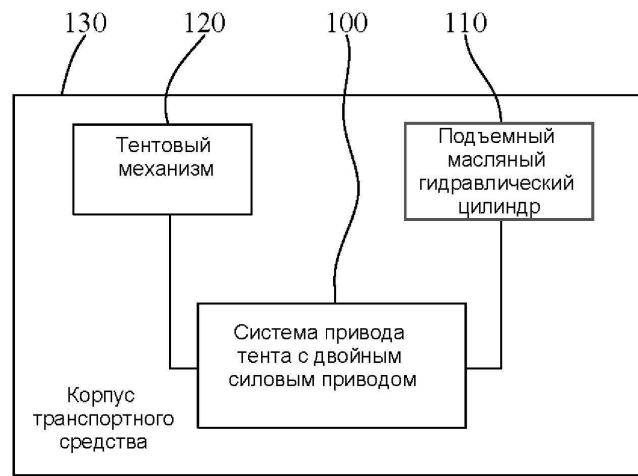 130
120
100
110
Тентовый
механизм
Подъемный
масляный
гидравлический
цилиндр
Система привода
тента с двойным
силовым приводом
Корпус
транспортного
средства